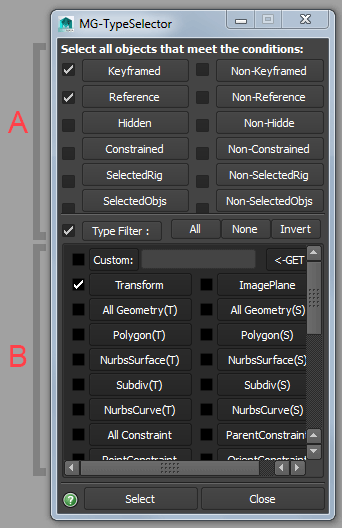 MG-TypeSelector
Select all objects that meet the conditions:
A
Keyframed Non-Keyframed
Reference Non-Reference
Hidden Non-Hidde
Constrained Non-Constrained
SelectedRig Non-SelectedRig
SelectedObjs Non-SelectedObjs
Type Filter : All None Invert
B
Custom: <-GET
Transform ImagePlane
All Geometry(T) All Geometry(S)
Polygon(T) Polygon(S)
NurbsSurface(T) NurbsSurface(S)
Subdiv(T) Subdiv(S)
NurbsCurve(T) NurbsCurve(S)
All Constraint ParentConstraint
PointConstraint OrientConstraint
? Select Close